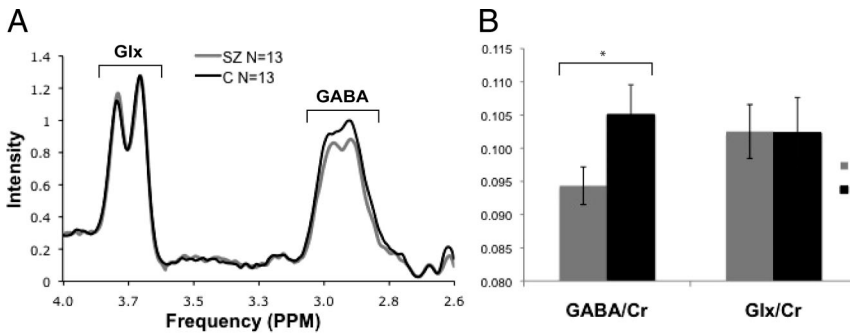 A
Glx
SZ N=13
C N=13
GABA
1.4
1.2
1
0.8
0.6
0.4
0.2
0
Intensity
4.0 3.7 3.5 3.3 3.0 2.8 2.6
Frequency (PPM)
B
*
0.115
0.110
0.105
0.100
0.095
0.090
0.085
0.080
GABA/Cr Glx/Cr